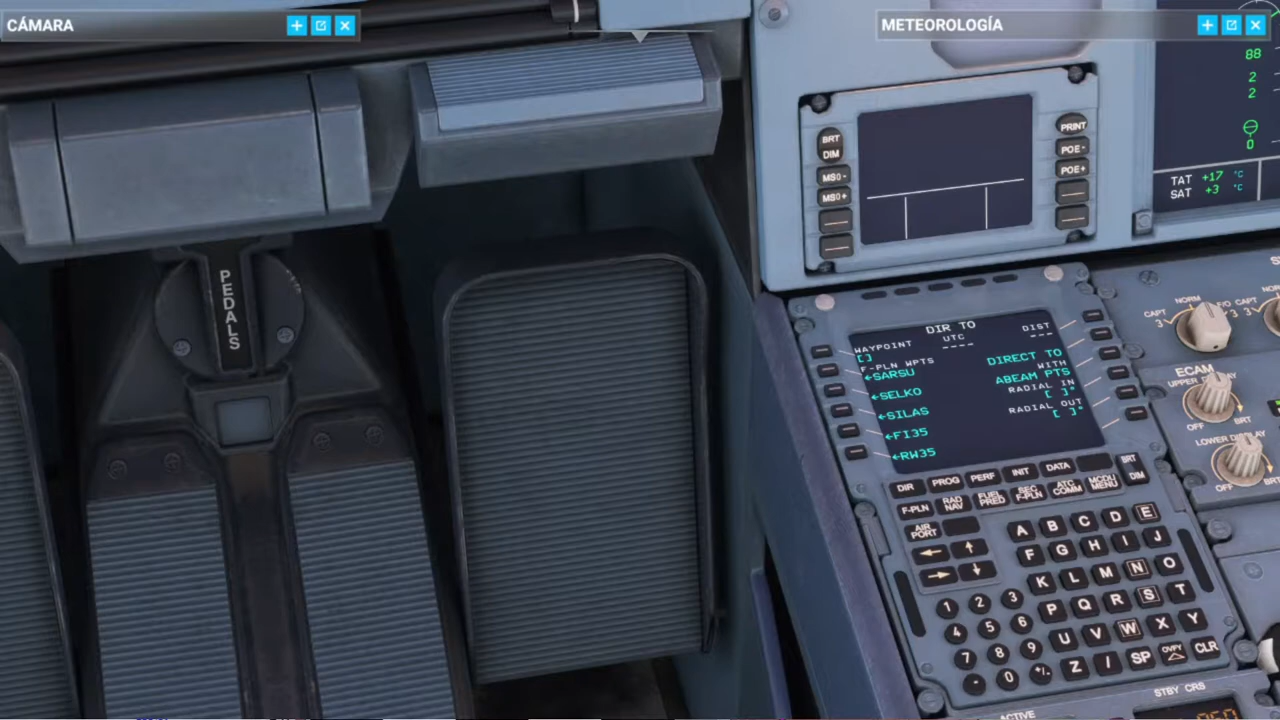 CÁMARA
METEOROLOGÍA
88
2
2
0
TAT +17 °C
SAT +3 °C
BRT
DIM
MS0-
MS0+
PRINT
POE-
POE+
PEDALS
DIR TO
WAYPOINT UTC DIST
[ ] ---- ---
F-PLN WPTS
←SARSU DIRECT TO
WITH
←SELKO ABEAM PTS
RADIAL IN
←SILAS [ ]°
RADIAL OUT
←FI35 [ ]°
←RW35
DIR PROG PERF INIT DATA
BRT
DIM
F-PLN RAD NAV FUEL PRED SEC F-PLN ATC COMM MCDU MENU
AIR PORT
← ↑
→ ↓
A B C D E
F G H I J
K L M N O
P Q R S T
U V W X Y
Z / SP OVFY CLR
1 2 3
4 5 6
7 8 9
. 0 +/-
NORM
CAPT F/O
3 3
CAPT
3
ECAM
UPPER DISPLAY
OFF BRT
LOWER DISPLAY
OFF BRT
ACTIVE
STBY CRS